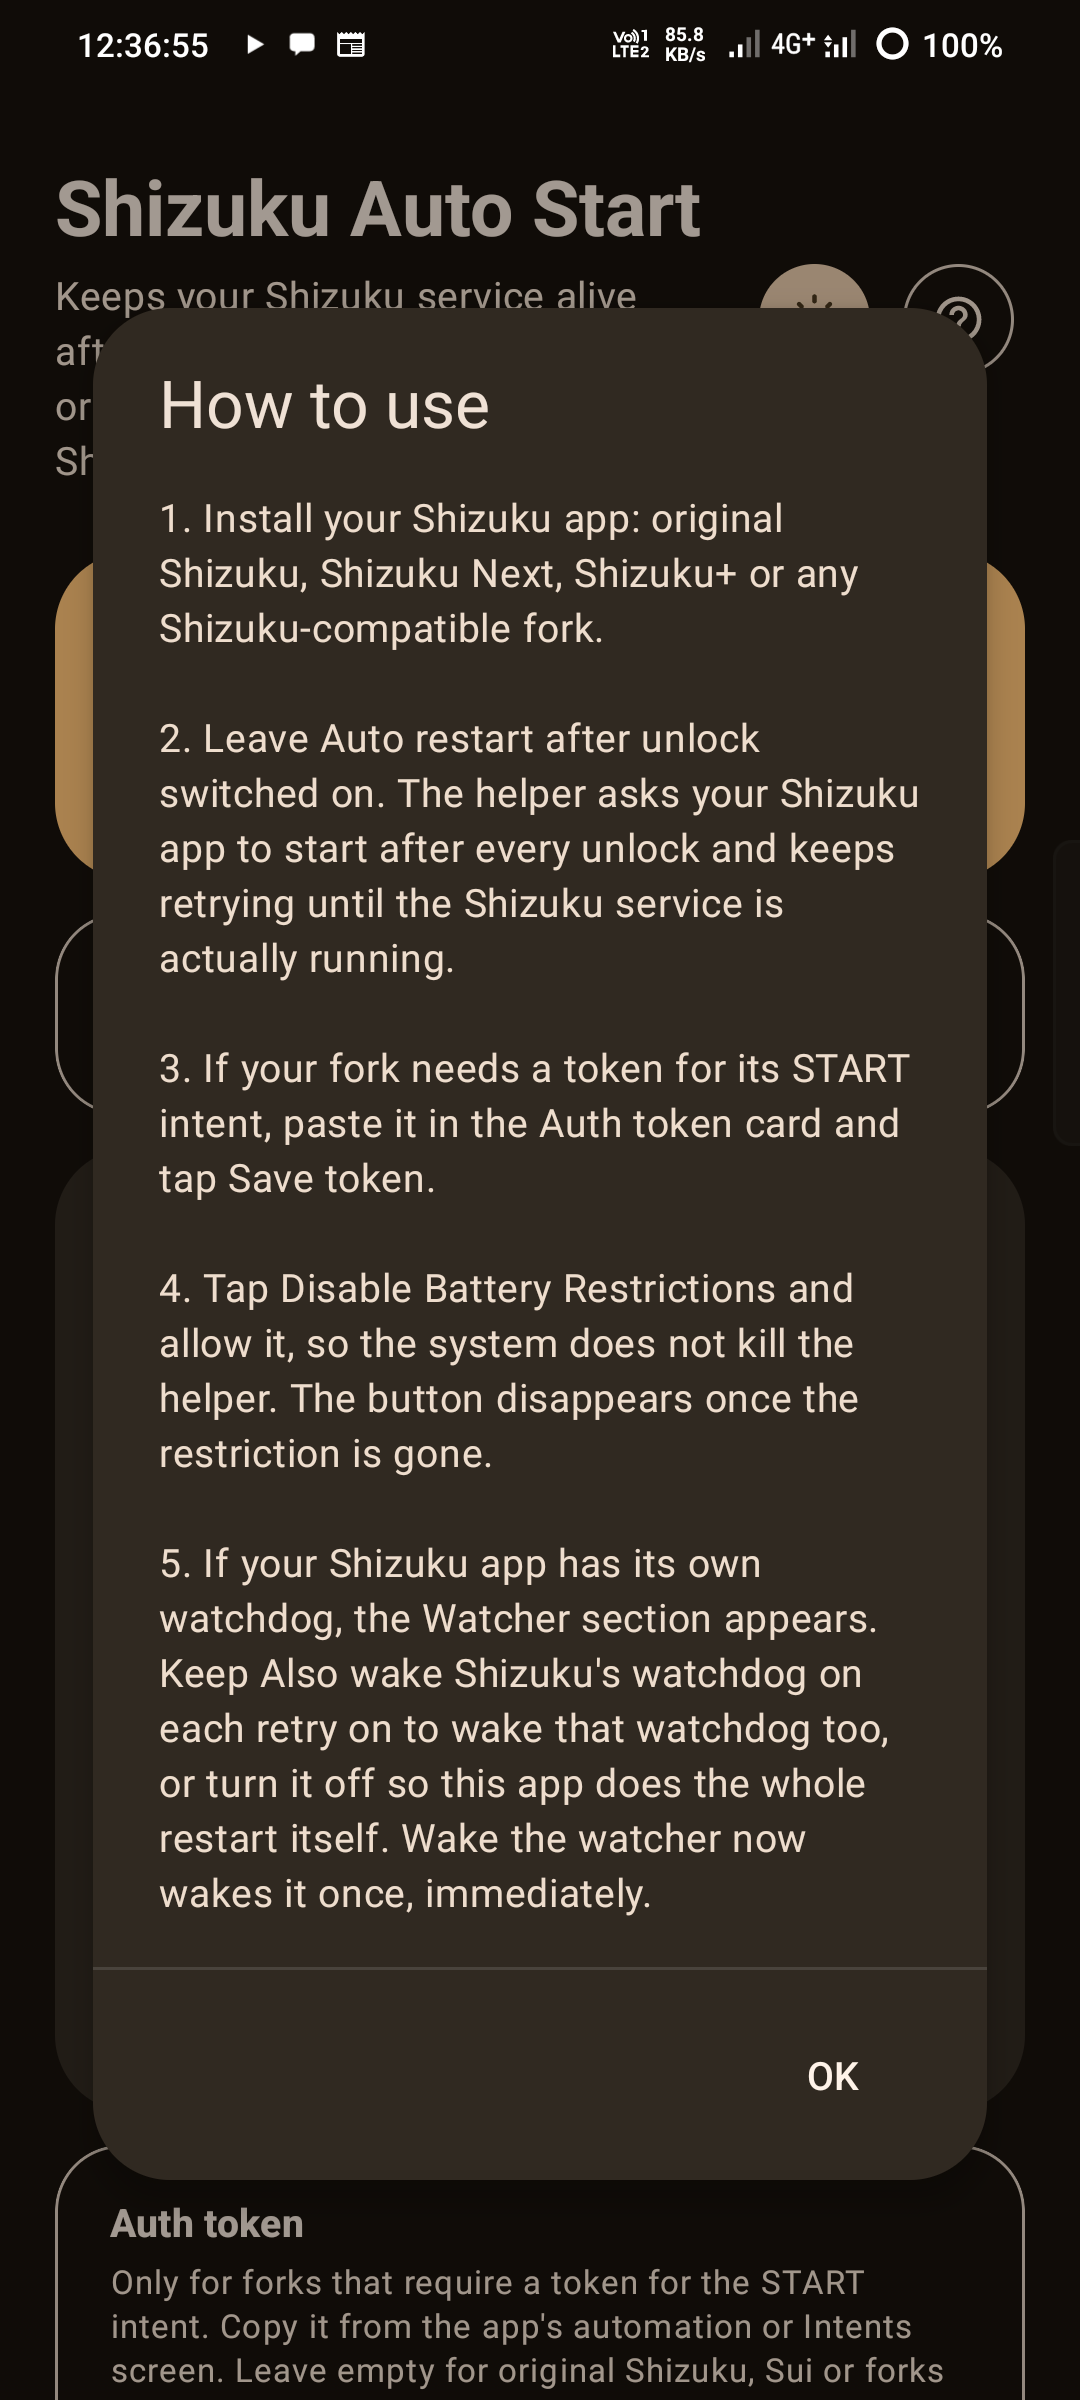 12:36:55
Vo)) 1 LTE2
85.8 KB/s
4G+
100%
Shizuku Auto Start
Keeps your Shizuku service alive
aft
or
Sh
How to use
1. Install your Shizuku app: original
Shizuku, Shizuku Next, Shizuku+ or any
Shizuku-compatible fork.
2. Leave Auto restart after unlock
switched on. The helper asks your Shizuku
app to start after every unlock and keeps
retrying until the Shizuku service is
actually running.
3. If your fork needs a token for its START
intent, paste it in the Auth token card and
tap Save token.
4. Tap Disable Battery Restrictions and
allow it, so the system does not kill the
helper. The button disappears once the
restriction is gone.
5. If your Shizuku app has its own
watchdog, the Watcher section appears.
Keep Also wake Shizuku's watchdog on
each retry on to wake that watchdog too,
or turn it off so this app does the whole
restart itself. Wake the watcher now
wakes it once, immediately.
OK
Auth token
Only for forks that require a token for the START
intent. Copy it from the app's automation or Intents
screen. Leave empty for original Shizuku, Sui or forks